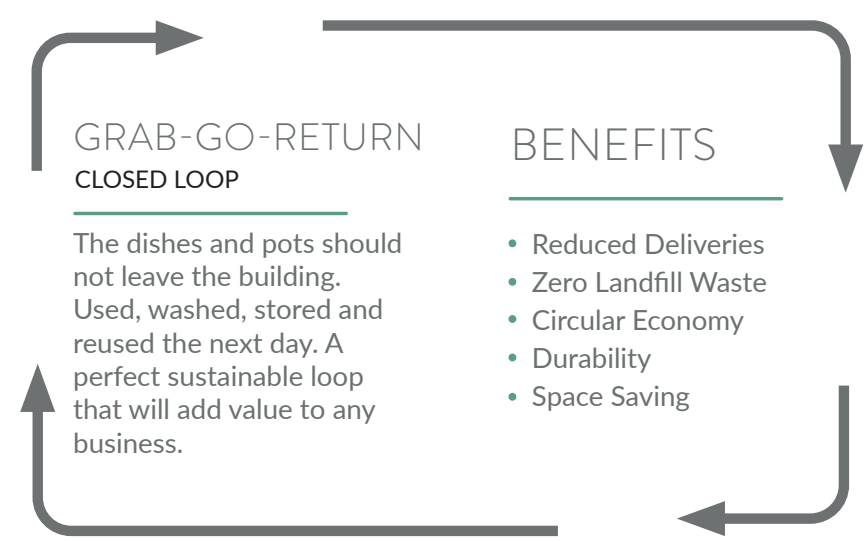 GRAB-GO-RETURN
CLOSED LOOP
The dishes and pots should
not leave the building.
Used, washed, stored and
reused the next day. A
perfect sustainable loop
that will add value to any
business.
BENEFITS
• Reduced Deliveries
• Zero Landfill Waste
• Circular Economy
• Durability
• Space Saving